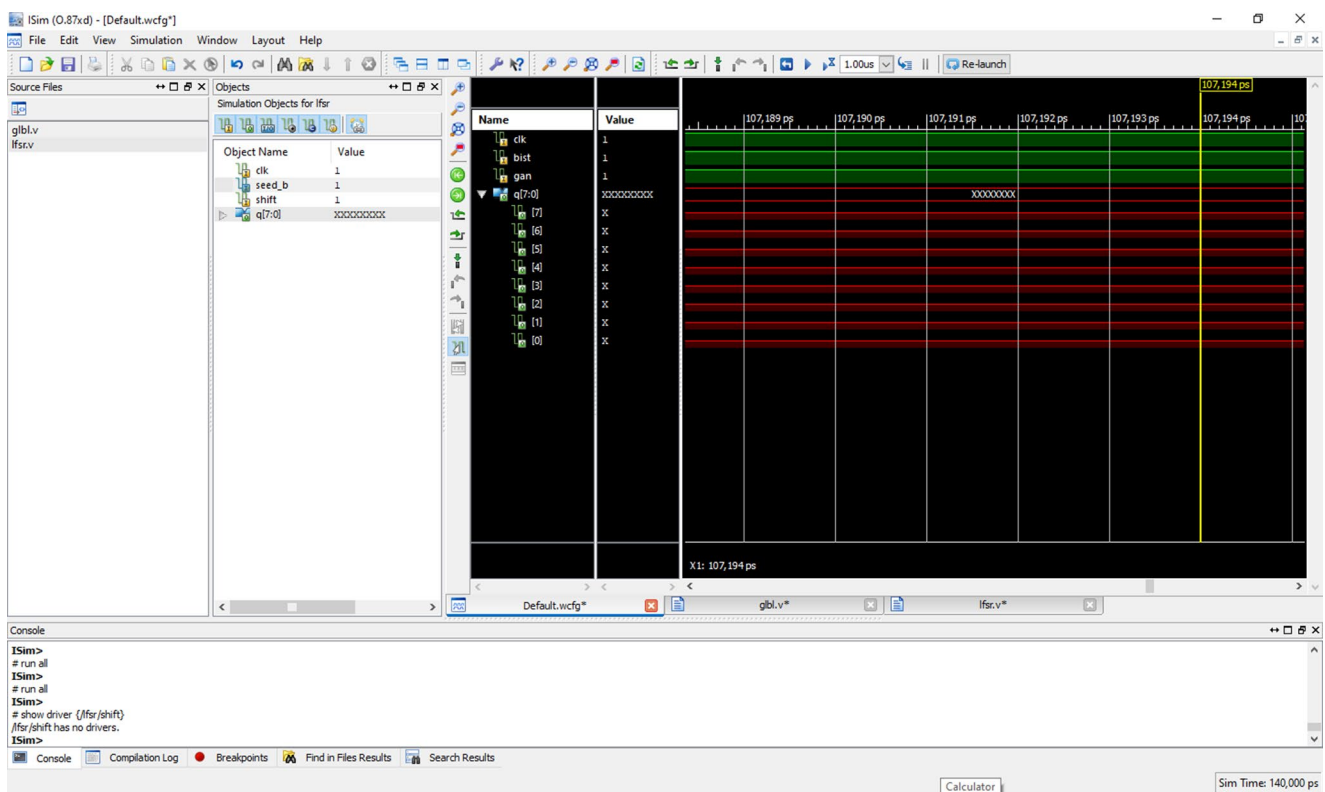 ISim (O.87xd) - [Default.wcfg*]
File Edit View Simulation Window Layout Help
1.00us Re-launch
Source Files
glbl.v
lfsr.v
Objects
Simulation Objects for lfsr
Object Name Value
clk 1
seed_b 1
shift 1
q[7:0] XXXXXXXX
107,194 ps
Name Value
107,189 ps 107,190 ps 107,191 ps 107,192 ps 107,193 ps 107,194 ps 10
clk 1
bist 1
gan 1
q[7:0] XXXXXXXX XXXXXXXX
[7] X
[6] X
[5] X
[4] X
[3] X
[2] X
[1] X
[0] X
X1: 107,194 ps
Default.wcfg* glbl.v* lfsr.v*
Console
ISim>
# run all
ISim>
# run all
ISim>
# show driver {/lfsr/shift}
/lfsr/shift has no drivers.
ISim>
Console Compilation Log Breakpoints Find in Files Results Search Results
Calculator
Sim Time: 140,000 ps